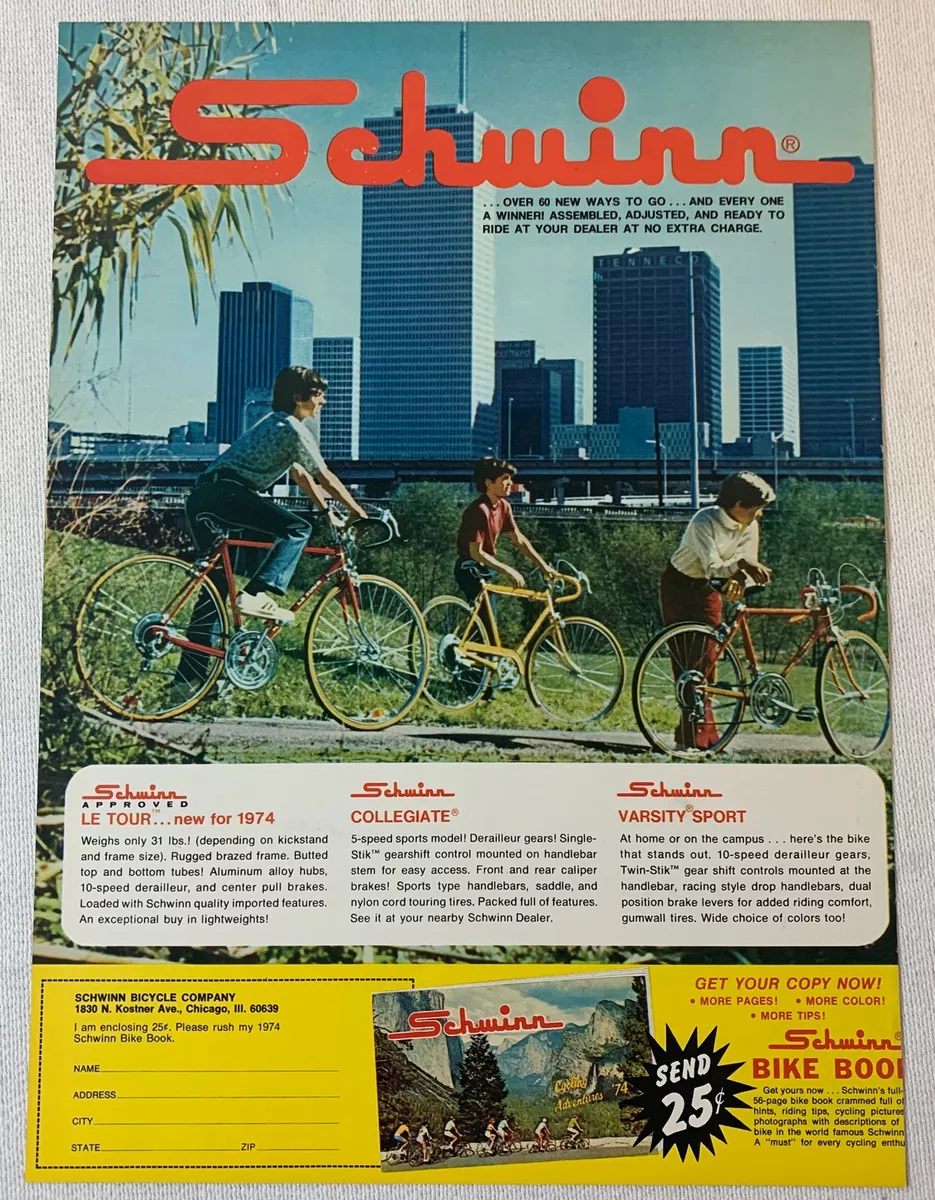 Schwinn®
...OVER 60 NEW WAYS TO GO...AND EVERY ONE
A WINNER! ASSEMBLED, ADJUSTED, AND READY TO
RIDE AT YOUR DEALER AT NO EXTRA CHARGE.
TENNECO
Schwinn
APPROVED
LE TOUR™...new for 1974
Weighs only 31 lbs.! (depending on kickstand
and frame size). Rugged brazed frame. Butted
top and bottom tubes! Aluminum alloy hubs,
10-speed derailleur, and center pull brakes.
Loaded with Schwinn quality imported features.
An exceptional buy in lightweights!
Schwinn
COLLEGIATE®
5-speed sports model! Derailleur gears! Single-
Stik™ gearshift control mounted on handlebar
stem for easy access. Front and rear caliper
brakes! Sports type handlebars, saddle, and
nylon cord touring tires. Packed full of features.
See it at your nearby Schwinn Dealer.
Schwinn
VARSITY® SPORT
At home or on the campus . . . here's the bike
that stands out. 10-speed derailleur gears,
Twin-Stik™ gear shift controls mounted at the
handlebar, racing style drop handlebars, dual
position brake levers for added riding comfort,
gumwall tires. Wide choice of colors too!
SCHWINN BICYCLE COMPANY
1830 N. Kostner Ave., Chicago, Ill. 60639
I am enclosing 25¢. Please rush my 1974
Schwinn Bike Book.
NAME
ADDRESS
CITY
STATE ZIP
Schwinn
Cycling
Adventures '74
SEND
25¢
GET YOUR COPY NOW!
• MORE PAGES! • MORE COLOR!
• MORE TIPS!
Schwinn®
BIKE BOO
Get yours now . . . Schwinn's full-
56-page bike book crammed full of
hints, riding tips, cycling pictures
photographs with descriptions of
bike in the world famous Schwinn
A "must" for every cycling enthu